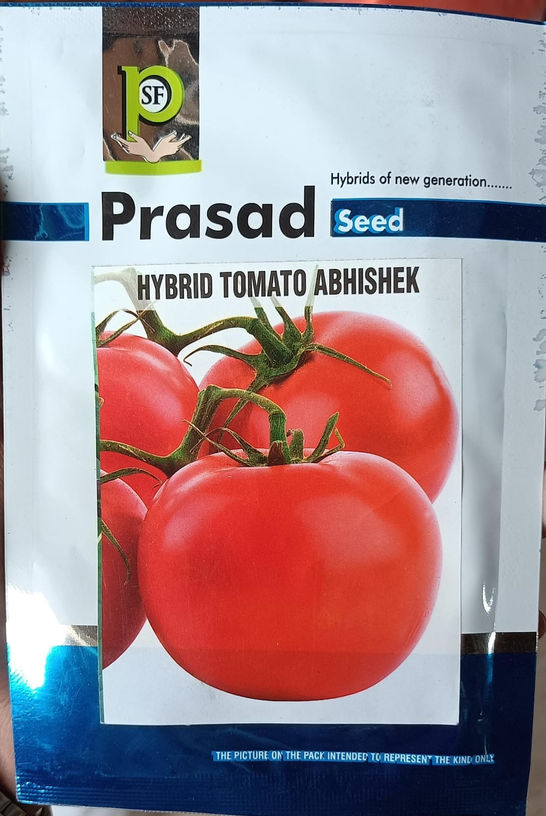 P
SF
Hybrids of new generation.......
Prasad Seed
HYBRID TOMATO ABHISHEK
THE PICTURE ON THE PACK INTENDED TO REPRESENT THE KIND ONLY